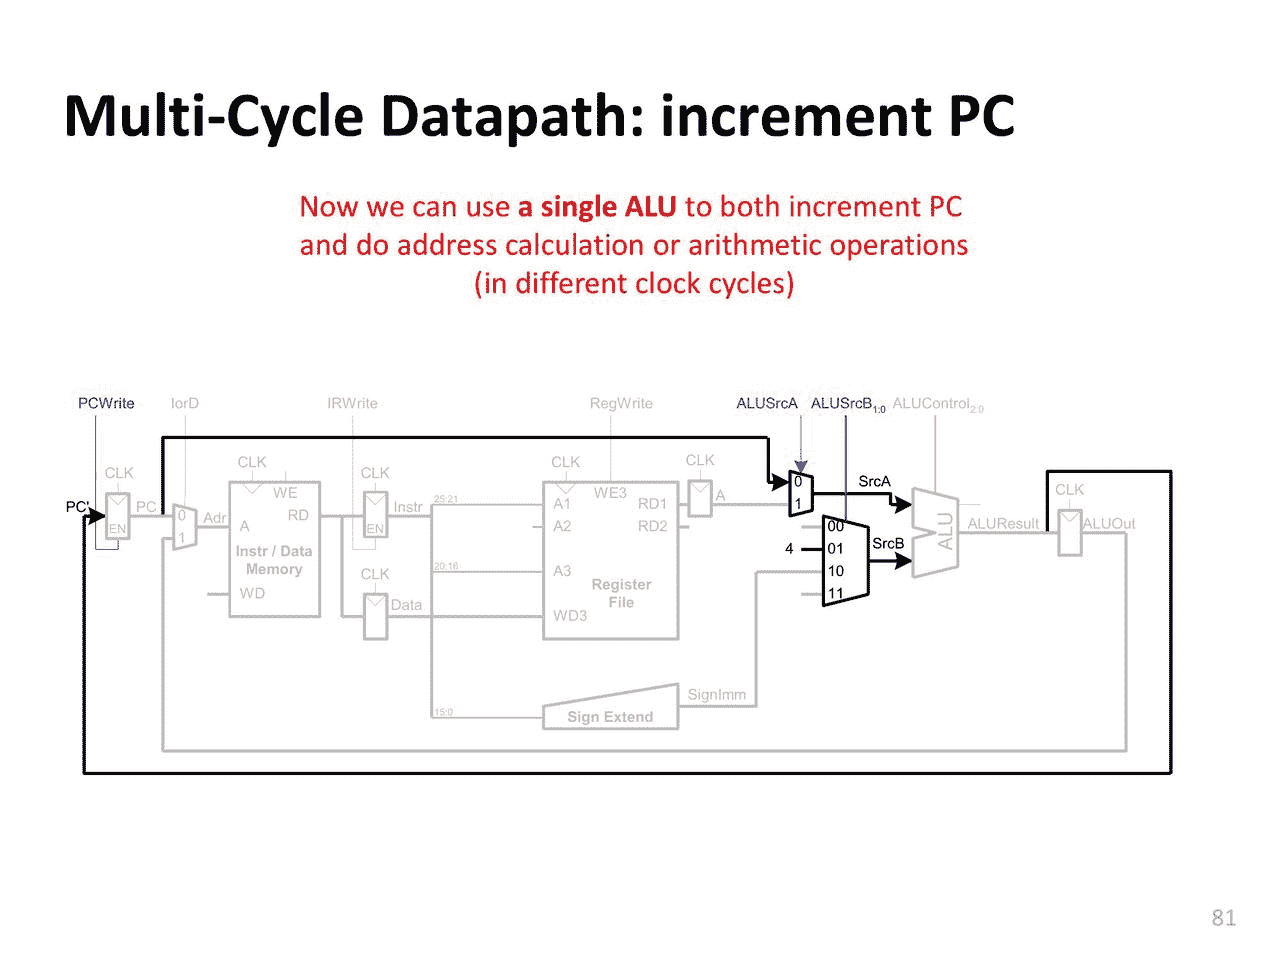 Multi-Cycle Datapath: increment PC
Now we can use a single ALU to both increment PC
and do address calculation or arithmetic operations
(in different clock cycles)
PCWrite IorD IRWrite RegWrite ALUSrcA ALUSrcB1:0 ALUControl2:0
CLK CLK CLK CLK CLK CLK
PC' PC EN 0 1 Adr
WE A RD Instr / Data Memory WD
EN Instr
CLK Data
25:21
20:16
15:0
A1 WE3 RD1
A2 RD2
A3
Register
File
WD3
A
0
1
SrcA
00
4 01 SrcB
10
11
ALU
ALUResult ALUOut
SignImm
Sign Extend
81